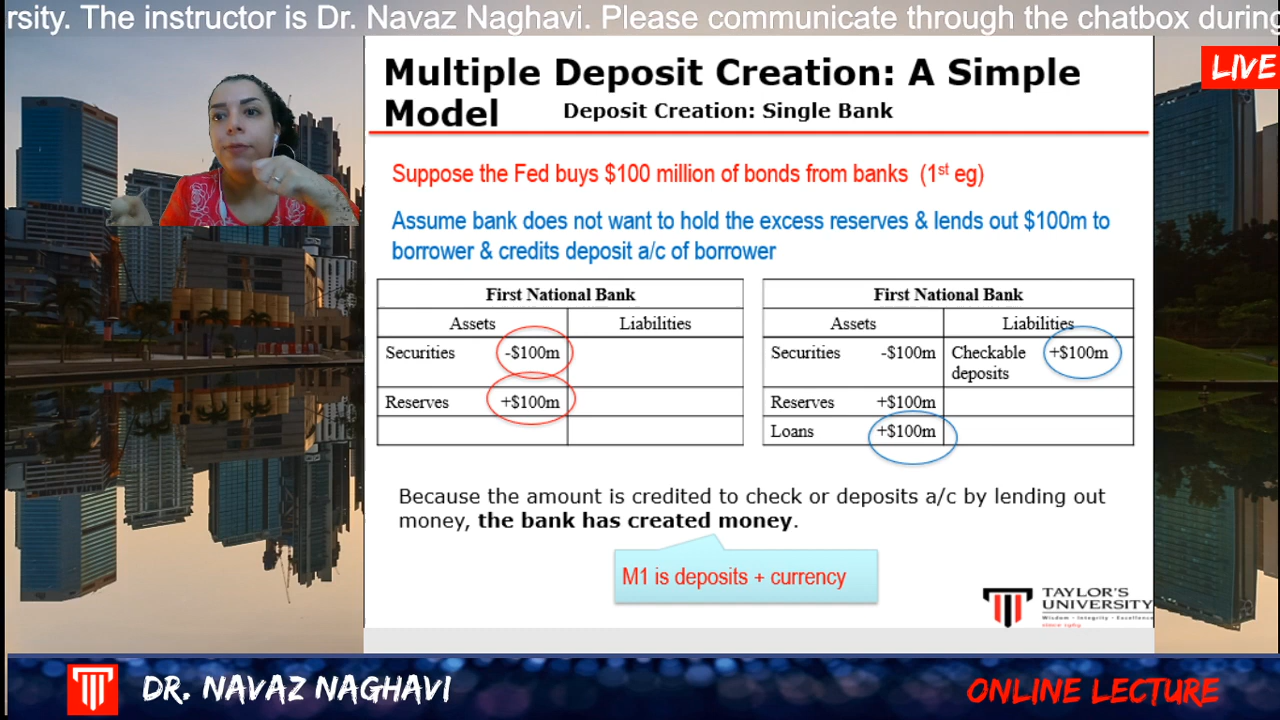 rsity. The instructor is Dr. Navaz Naghavi. Please communicate through the chatbox during
LIVE
Multiple Deposit Creation: A Simple
Model Deposit Creation: Single Bank
Suppose the Fed buys $100 million of bonds from banks (1st eg)
Assume bank does not want to hold the excess reserves & lends out $100m to
borrower & credits deposit a/c of borrower
First National Bank
Assets Liabilities
Securities -$100m
Reserves +$100m
First National Bank
Assets Liabilities
Securities -$100m Checkable +$100m
deposits
Reserves +$100m
Loans +$100m
Because the amount is credited to check or deposits a/c by lending out
money, the bank has created money.
M1 is deposits + currency
TAYLOR'S
UNIVERSITY
Wisdom • Integrity • Excellence
since 1969
DR. NAVAZ NAGHAVI
ONLINE LECTURE